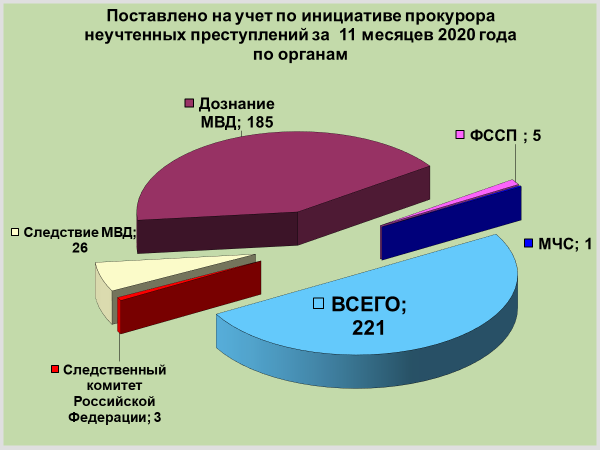 Поставлено на учет по инициативе прокурора
неучтенных преступлений за 11 месяцев 2020 года
по органам
Дознание
МВД; 185
ФССП ; 5
Следствие МВД;
26
МЧС; 1
ВСЕГО;
221
Следственный
комитет
Российской
Федерации; 3